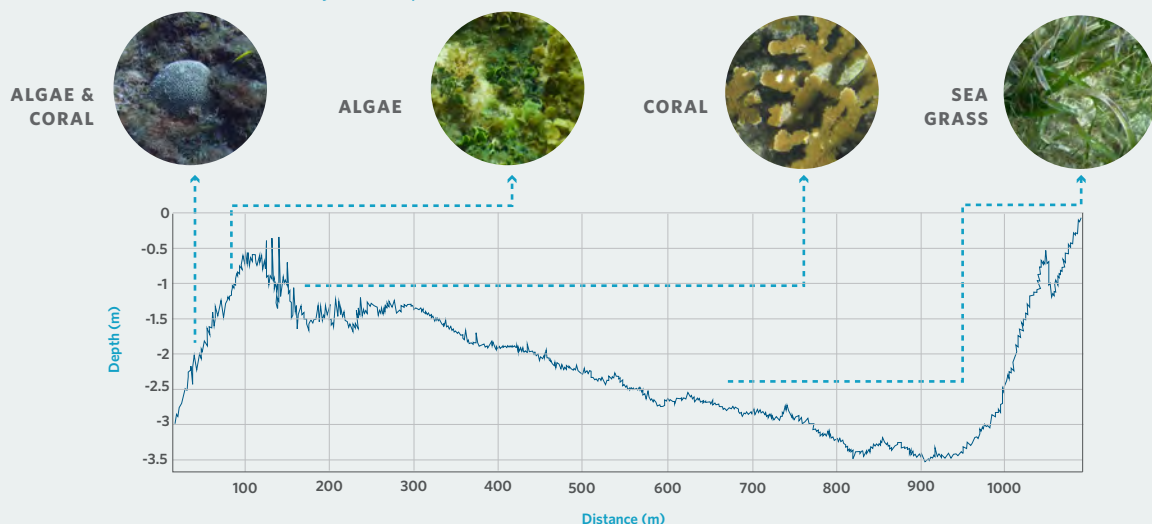 ALGAE &
CORAL
ALGAE
CORAL
SEA
GRASS
0
-0.5
-1
-1.5
-2
-2.5
-3
-3.5
Depth (m)
100 200 300 400 500 600 700 800 900 1000
Distance (m)